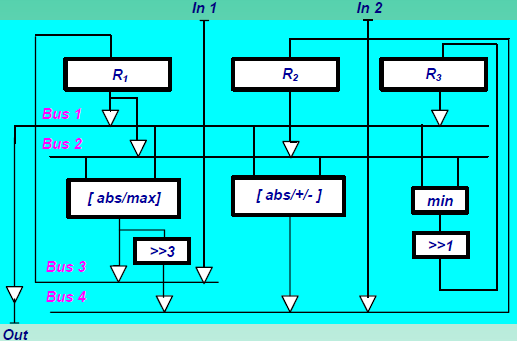 In 1 In 2
R1 R2 R3
Bus 1
Bus 2
[ abs/max] [ abs/+/- ] min
>>3 >>1
Bus 3
Bus 4
Out